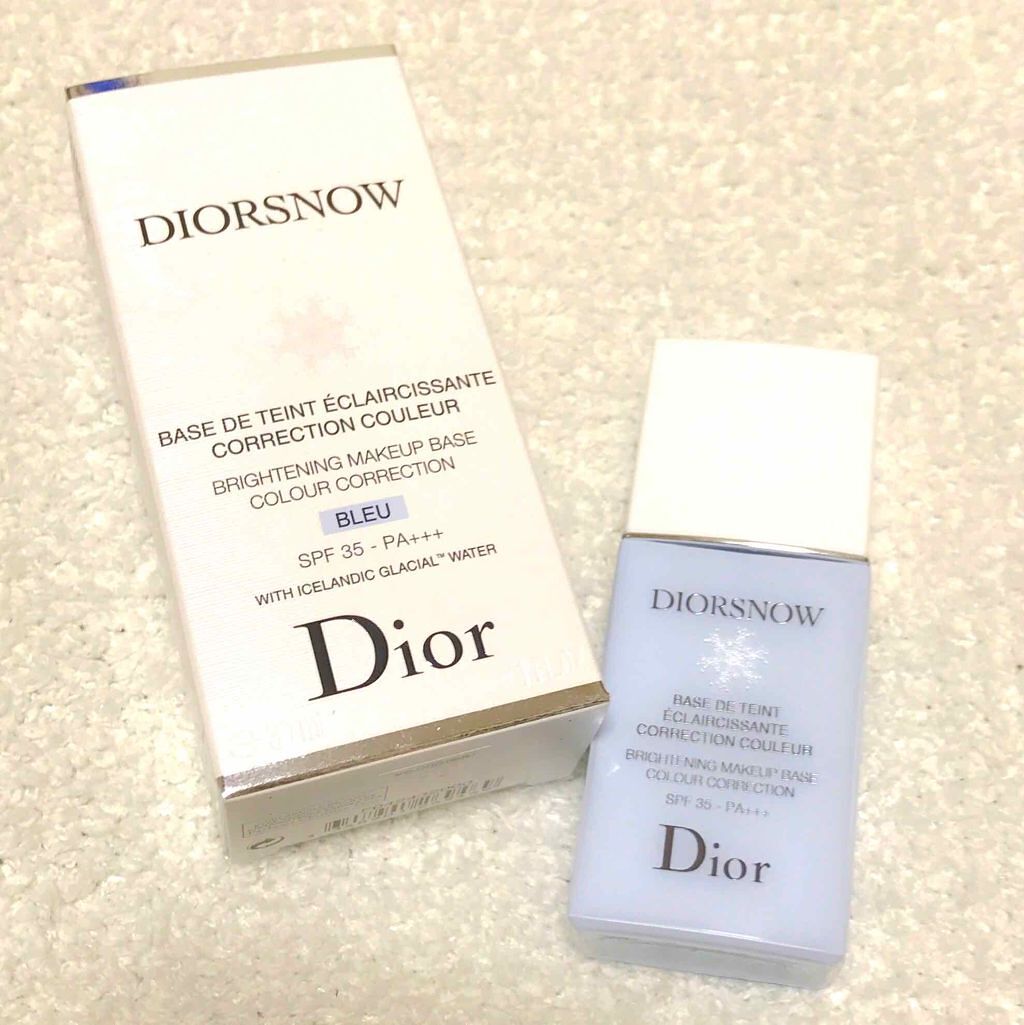 DIORSNOW
BASE DE TEINT ÉCLAIRCISSANTE
CORRECTION COULEUR
BRIGHTENING MAKEUP BASE
COLOUR CORRECTION
BLEU
SPF 35 - PA+++
WITH ICELANDIC GLACIAL™ WATER
Dior
DIORSNOW
BASE DE TEINT
ÉCLAIRCISSANTE
CORRECTION COULEUR
BRIGHTENING MAKEUP BASE
COLOUR CORRECTION
SPF 35 - PA+++
Dior